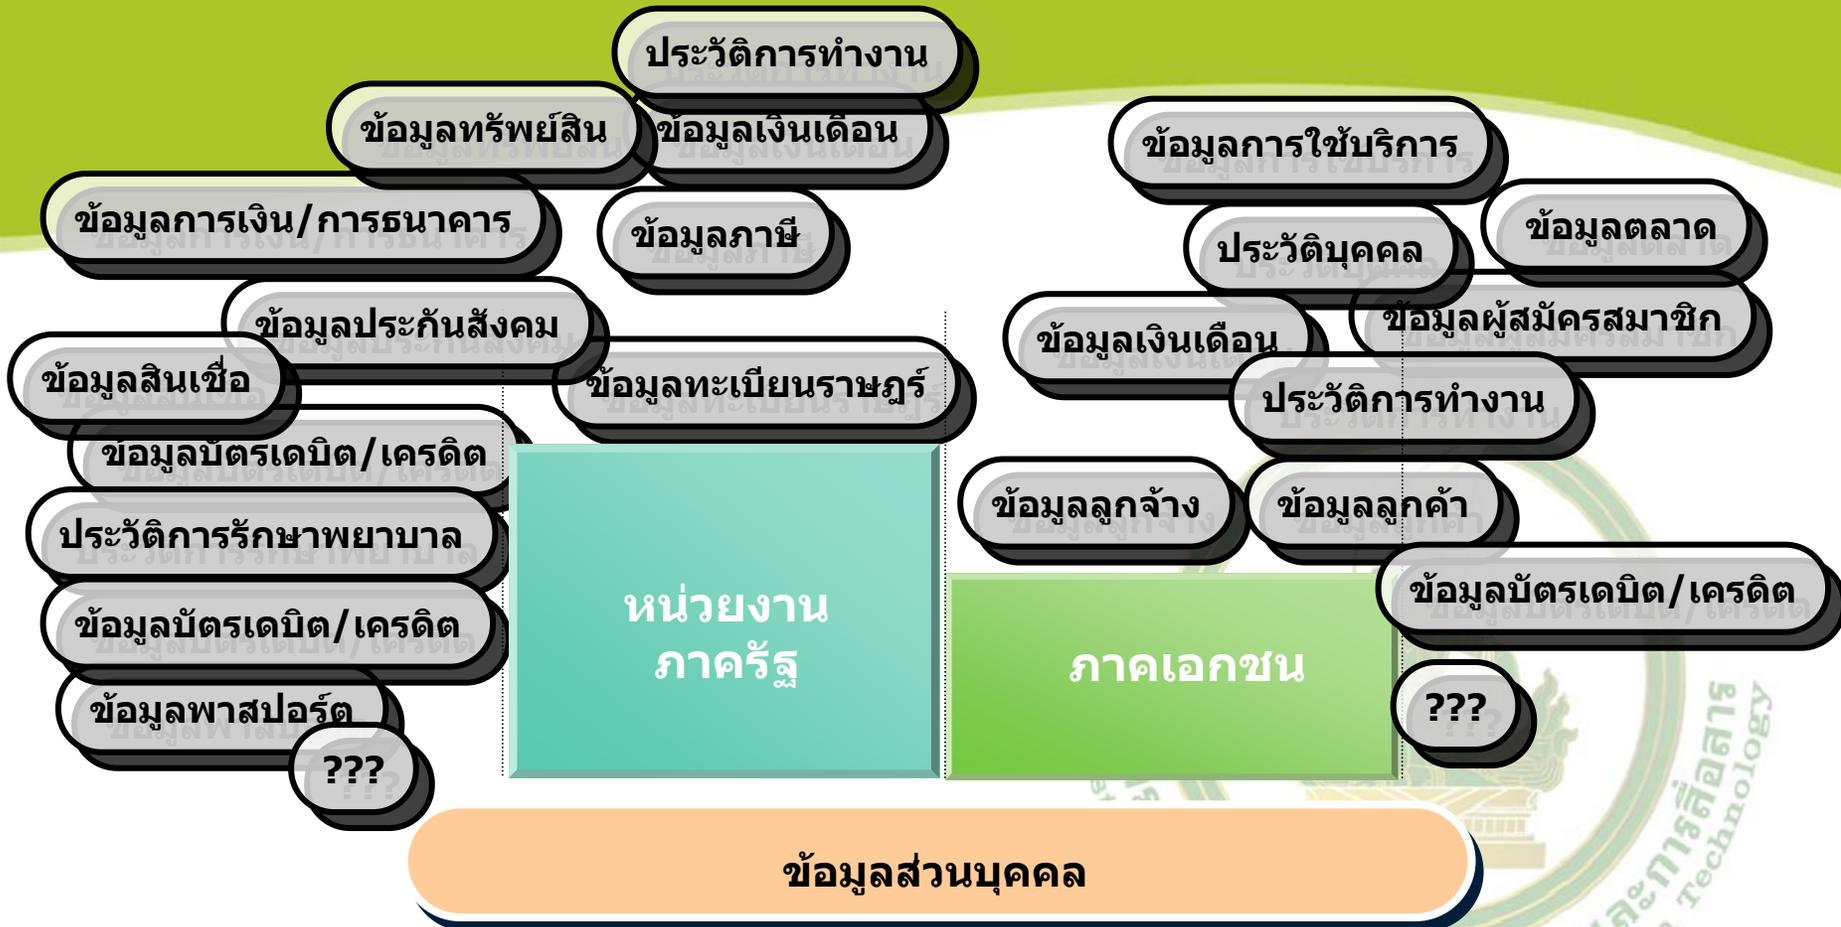 ประวัติการทำงาน
ข้อมูลทรัพย์สิน
ข้อมูลเงินเดือน
ข้อมูลการเงิน/การธนาคาร
ข้อมูลภาษี
ข้อมูลประกันสังคม
ข้อมูลสินเชื่อ
ข้อมูลทะเบียนราษฎร์
ข้อมูลบัตรเดบิต/เครดิต
ประวัติการรักษาพยาบาล
ข้อมูลบัตรเดบิต/เครดิต
ข้อมูลพาสปอร์ต
???
หน่วยงาน
ภาครัฐ
ข้อมูลการใช้บริการ
ข้อมูลตลาด
ประวัติบุคคล
ข้อมูลผู้สมัครสมาชิก
ข้อมูลเงินเดือน
ประวัติการทำงาน
ข้อมูลลูกจ้าง
ข้อมูลลูกค้า
ข้อมูลบัตรเดบิต/เครดิต
???
ภาคเอกชน
ข้อมูลส่วนบุคคล
และการสื่อสาร
Technology